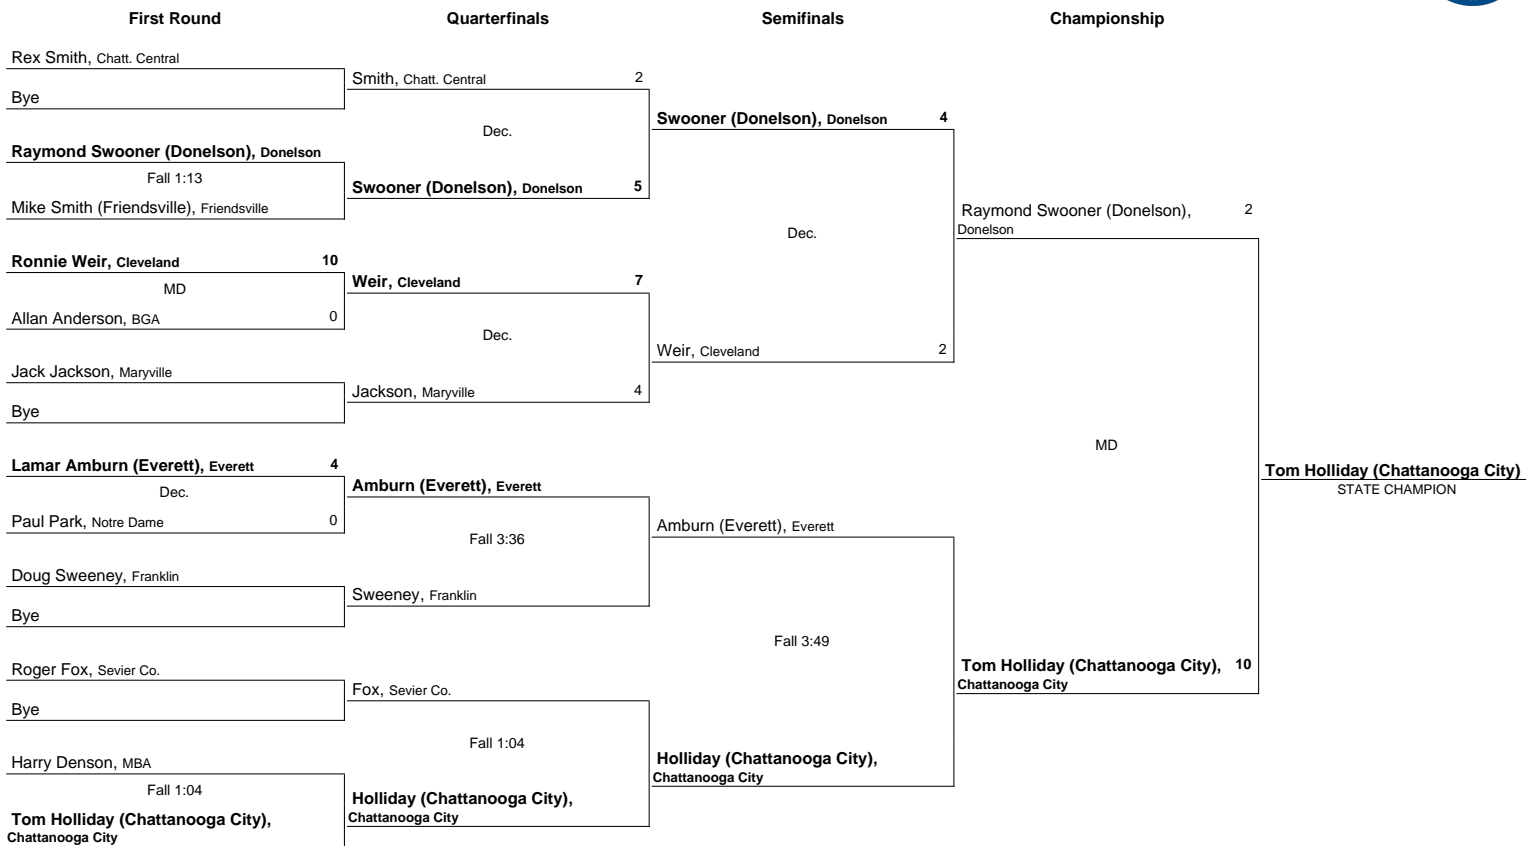 First Round Quarterfinals Semifinals Championship
Rex Smith, Chatt. Central
Bye
Raymond Swooner (Donelson), Donelson
Fall 1:13
Mike Smith (Friendsville), Friendsville
Ronnie Weir, Cleveland 10
MD
Allan Anderson, BGA 0
Jack Jackson, Maryville
Bye
Lamar Amburn (Everett), Everett 4
Dec.
Paul Park, Notre Dame 0
Doug Sweeney, Franklin
Bye
Roger Fox, Sevier Co.
Bye
Harry Denson, MBA
Fall 1:04
Tom Holliday (Chattanooga City),
Chattanooga City
Smith, Chatt. Central 2
Dec.
Swooner (Donelson), Donelson 5
Weir, Cleveland 7
Dec.
Jackson, Maryville 4
Amburn (Everett), Everett
Fall 3:36
Sweeney, Franklin
Fox, Sevier Co.
Fall 1:04
Holliday (Chattanooga City),
Chattanooga City
Swooner (Donelson), Donelson 4
Dec.
Weir, Cleveland 2
Amburn (Everett), Everett
Fall 3:49
Holliday (Chattanooga City),
Chattanooga City
Raymond Swooner (Donelson), 2
Donelson
MD
Tom Holliday (Chattanooga City), 10
Chattanooga City
Tom Holliday (Chattanooga City)
STATE CHAMPION